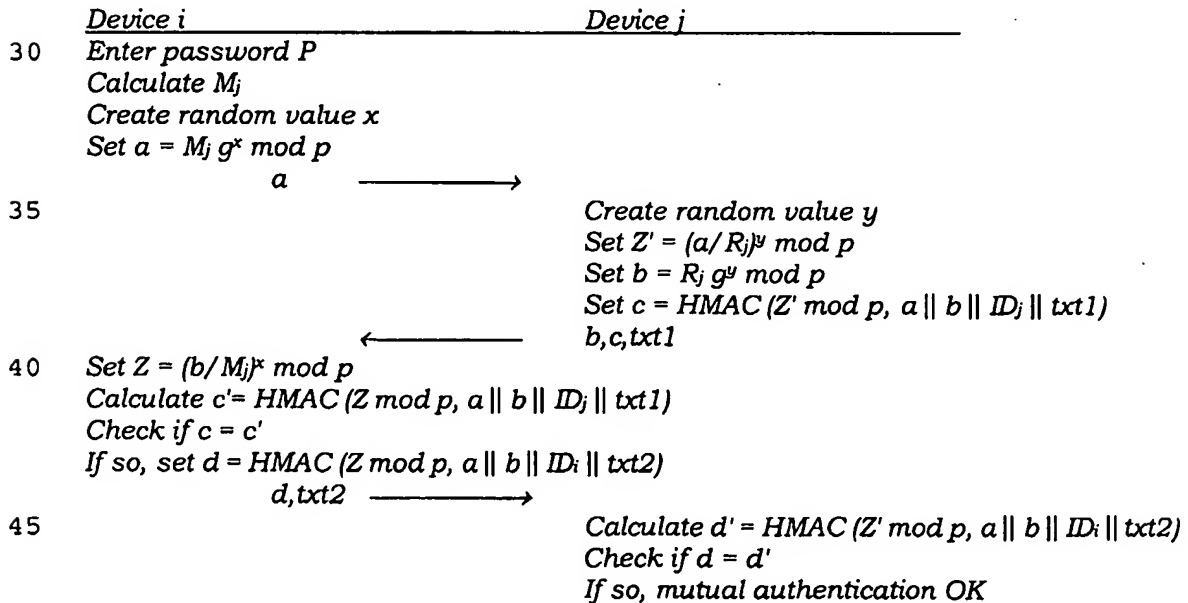 Device i Device j
30 Enter password P
Calculate Mj
Create random value x
Set a = Mj gˣ mod p
a ⟶
35 Create random value y
Set Z' = (a/Rj)ʸ mod p
Set b = Rj gʸ mod p
Set c = HMAC (Z' mod p, a || b || IDj || txt1)
⟵ b,c,txt1
40 Set Z = (b/Mj)ˣ mod p
Calculate c'= HMAC (Z mod p, a || b || IDj || txt1)
Check if c = c'
If so, set d = HMAC (Z mod p, a || b || IDi || txt2)
d,txt2 ⟶
45 Calculate d' = HMAC (Z' mod p, a || b || IDi || txt2)
Check if d = d'
If so, mutual authentication OK